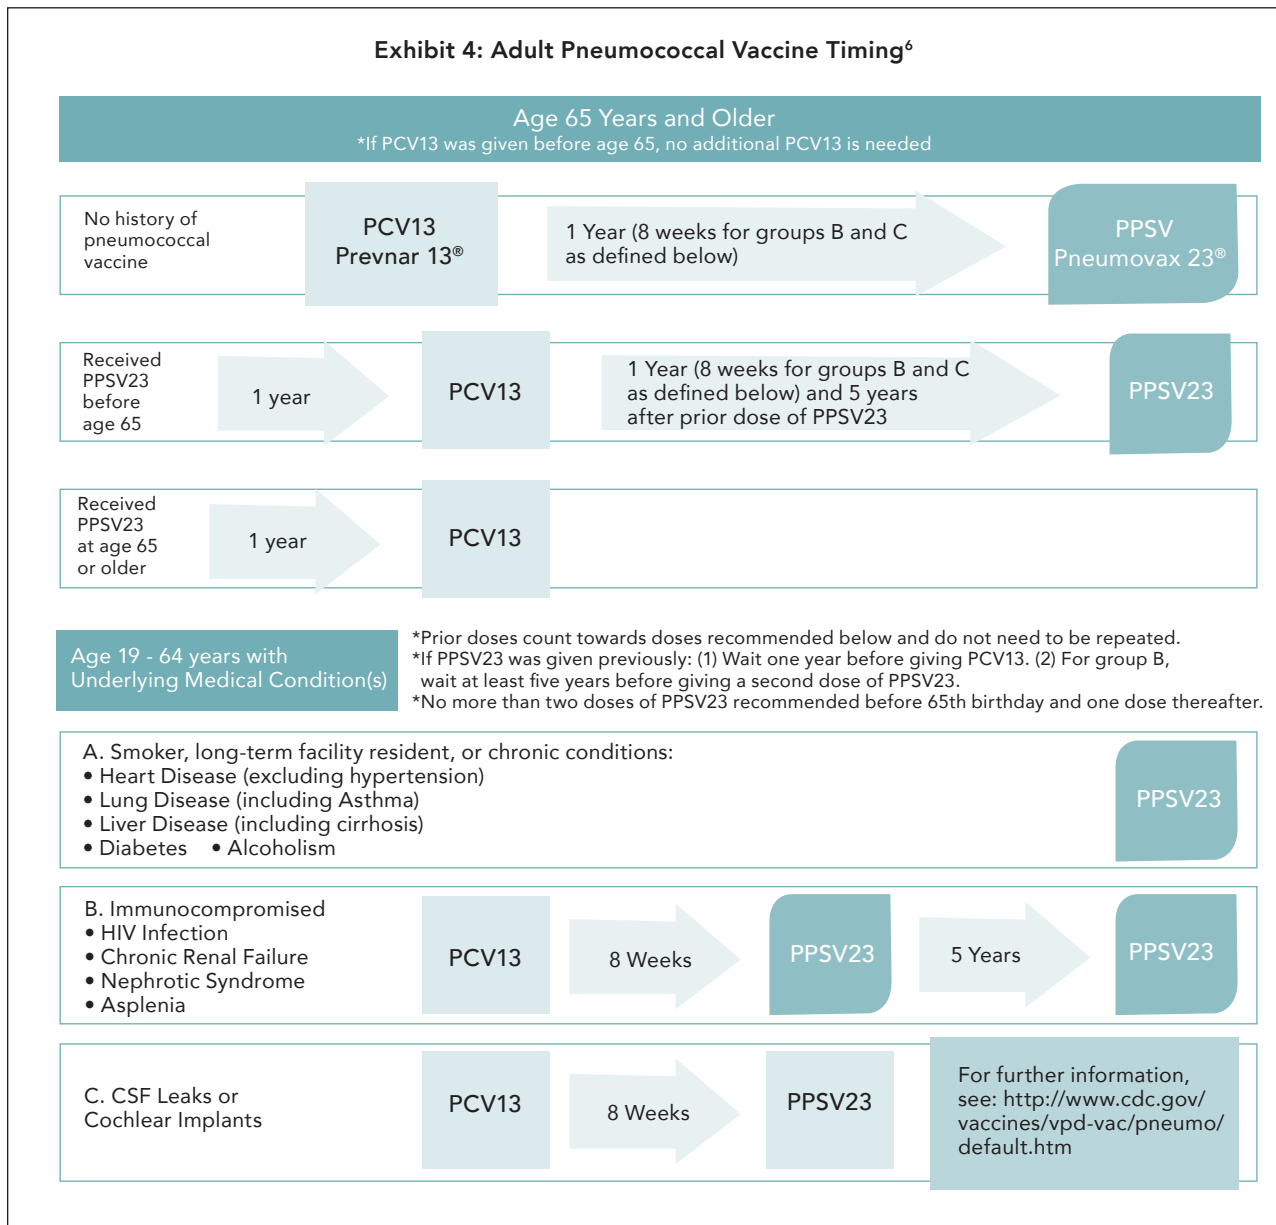 Exhibit 4: Adult Pneumococcal Vaccine Timing⁶
Age 65 Years and Older
*If PCV13 was given before age 65, no additional PCV13 is needed
No history of
pneumococcal
vaccine
PCV13
Prevnar 13®
1 Year (8 weeks for groups B and C
as defined below)
PPSV
Pneumovax 23®
Received
PPSV23
before
age 65
1 year
PCV13
1 Year (8 weeks for groups B and C
as defined below) and 5 years
after prior dose of PPSV23
PPSV23
Received
PPSV23
at age 65
or older
1 year
PCV13
Age 19 - 64 years with
Underlying Medical Condition(s)
*Prior doses count towards doses recommended below and do not need to be repeated.
*If PPSV23 was given previously: (1) Wait one year before giving PCV13. (2) For group B,
wait at least five years before giving a second dose of PPSV23.
*No more than two doses of PPSV23 recommended before 65th birthday and one dose thereafter.
A. Smoker, long-term facility resident, or chronic conditions:
• Heart Disease (excluding hypertension)
• Lung Disease (including Asthma)
• Liver Disease (including cirrhosis)
• Diabetes • Alcoholism
PPSV23
B. Immunocompromised
• HIV Infection
• Chronic Renal Failure
• Nephrotic Syndrome
• Asplenia
PCV13
8 Weeks
PPSV23
5 Years
PPSV23
C. CSF Leaks or
Cochlear Implants
PCV13
8 Weeks
PPSV23
For further information,
see: http://www.cdc.gov/
vaccines/vpd-vac/pneumo/
default.htm